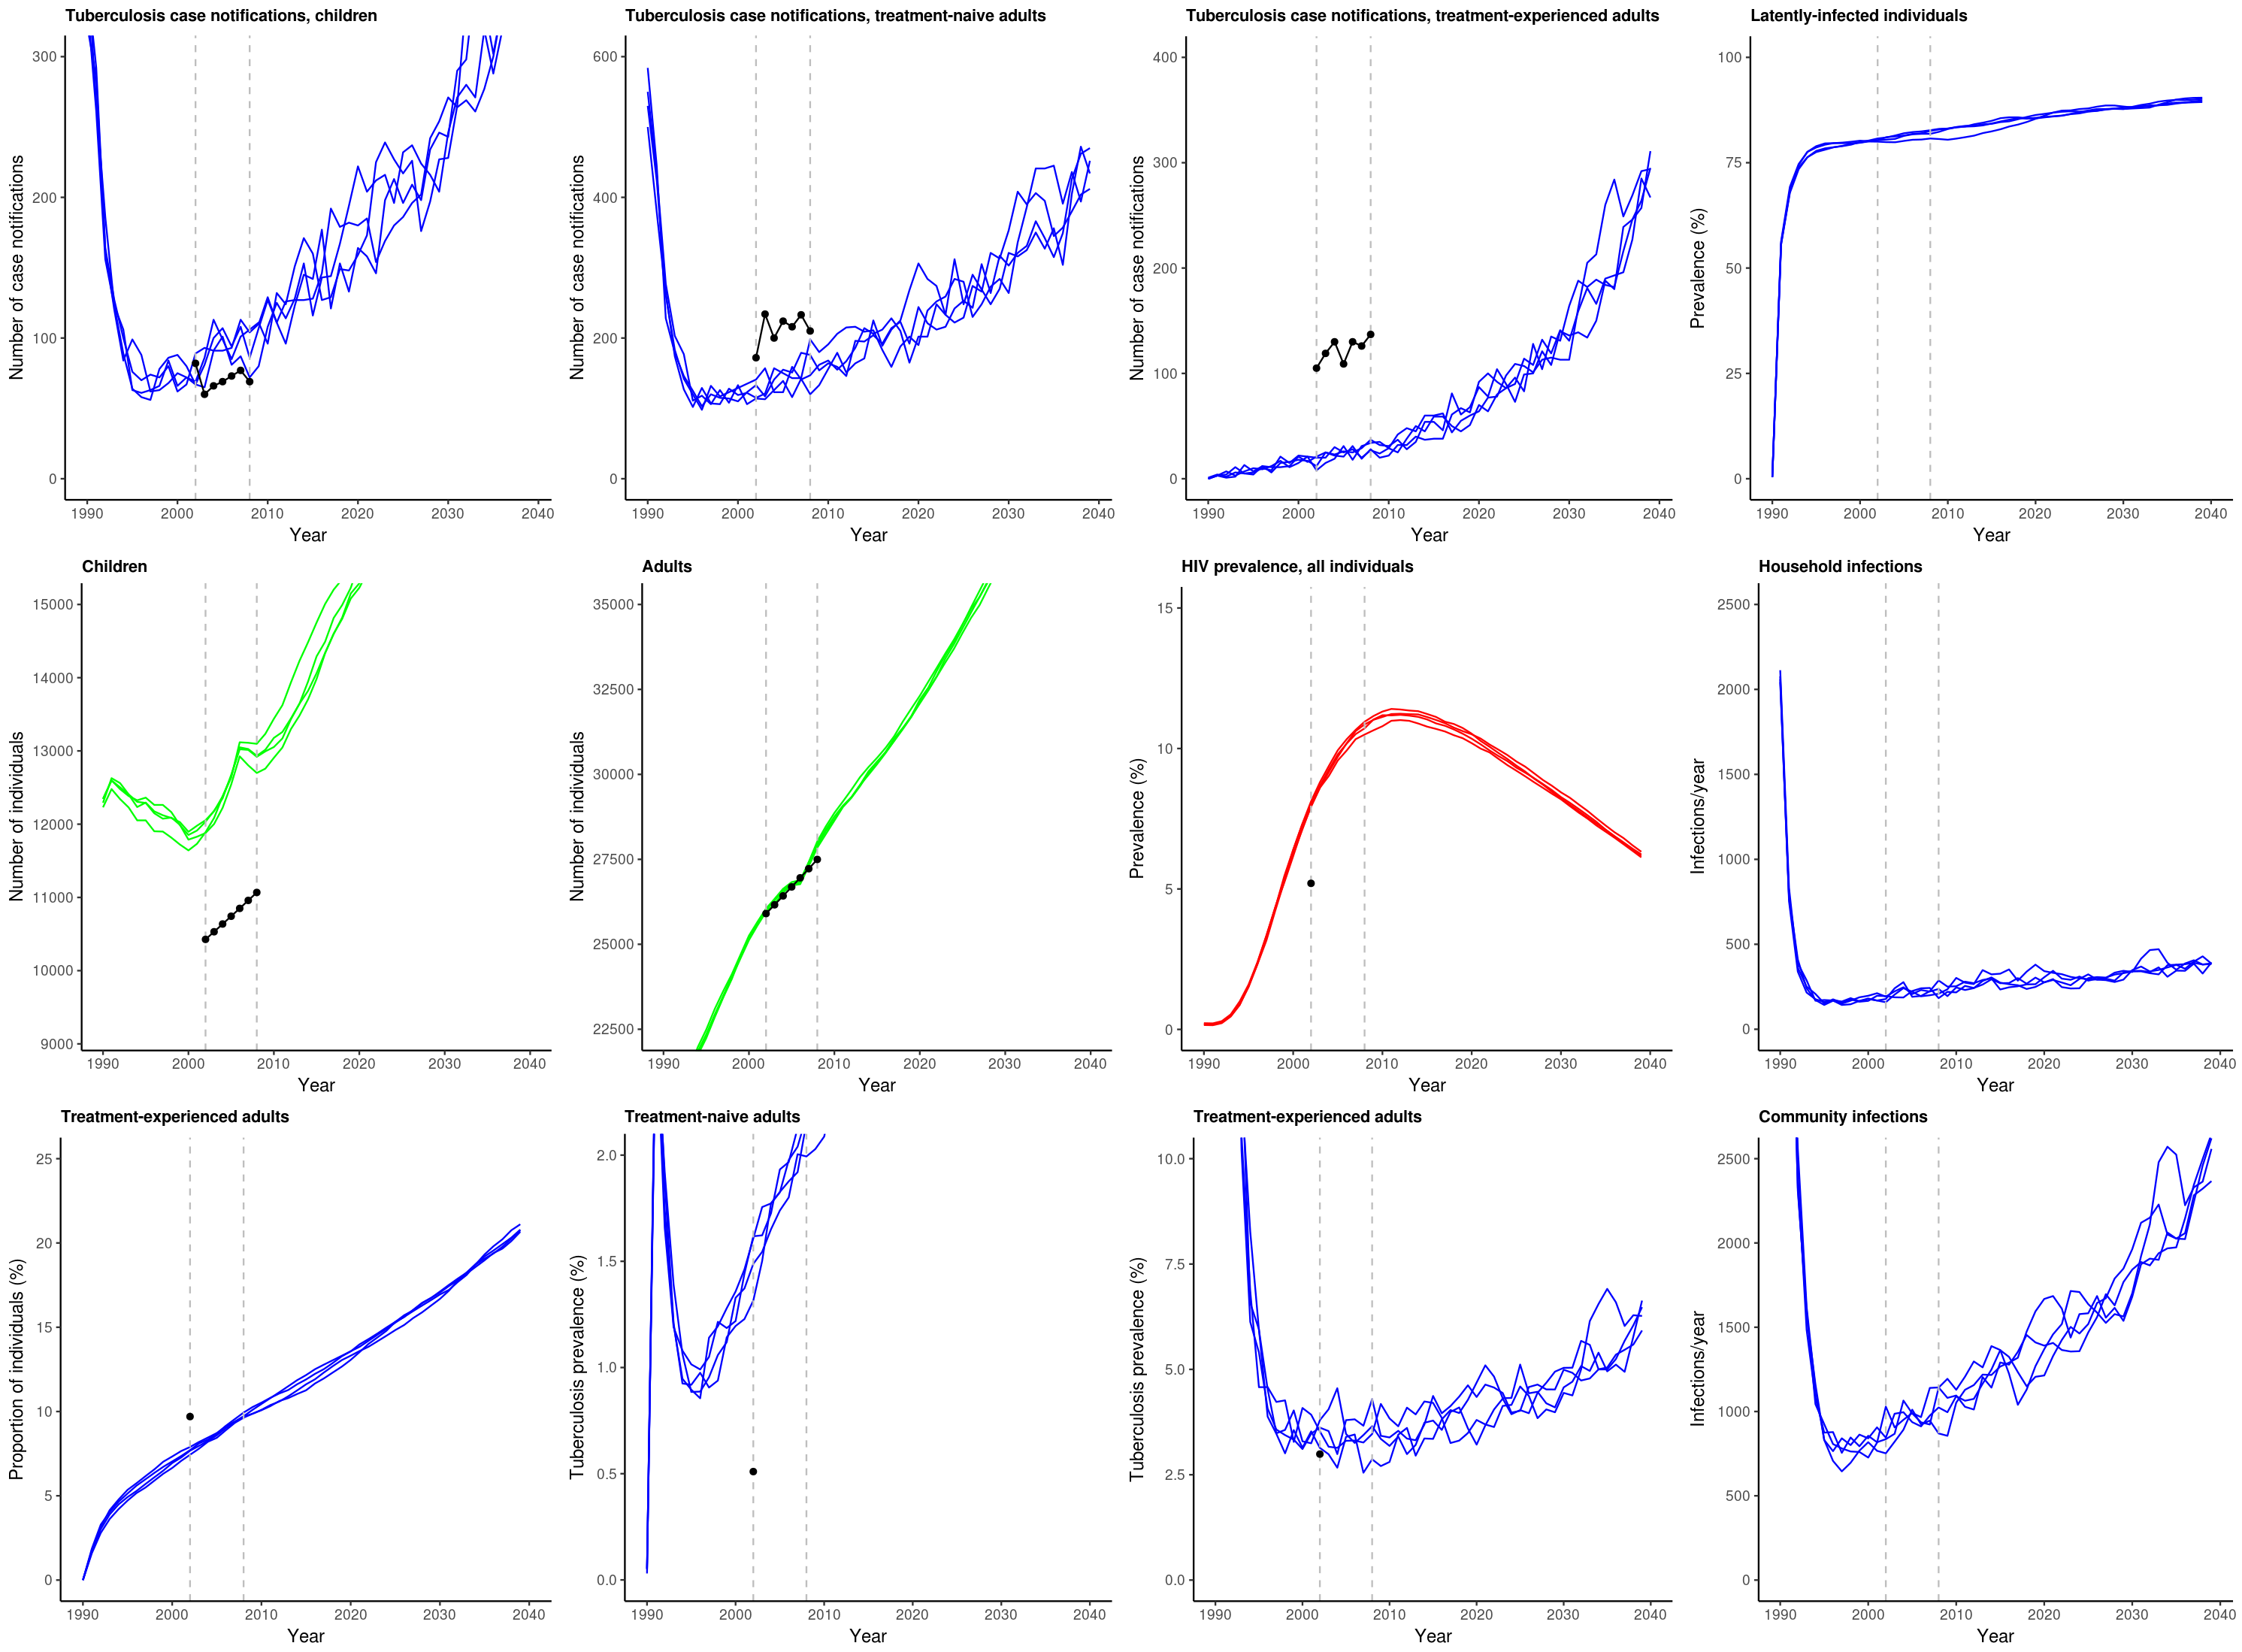 Tuberculosis case notifications, children
Number of case notifications
300
200
100
0
1990 2000 2010 2020 2030 2040
Year
Tuberculosis case notifications, treatment-naive adults
Number of case notifications
600
400
200
0
1990 2000 2010 2020 2030 2040
Year
Tuberculosis case notifications, treatment-experienced adults
Number of case notifications
400
300
200
100
0
1990 2000 2010 2020 2030 2040
Year
Latently-infected individuals
Prevalence (%)
100
75
50
25
0
1990 2000 2010 2020 2030 2040
Year
Children
Number of individuals
15000
14000
13000
12000
11000
10000
9000
1990 2000 2010 2020 2030 2040
Year
Adults
Number of individuals
35000
32500
30000
27500
25000
22500
1990 2000 2010 2020 2030 2040
Year
HIV prevalence, all individuals
Prevalence (%)
15
10
5
0
1990 2000 2010 2020 2030 2040
Year
Household infections
Infections/year
2500
2000
1500
1000
500
0
1990 2000 2010 2020 2030 2040
Year
Treatment-experienced adults
Proportion of individuals (%)
25
20
15
10
5
0
1990 2000 2010 2020 2030 2040
Year
Treatment-naive adults
Tuberculosis prevalence (%)
2.0
1.5
1.0
0.5
0.0
1990 2000 2010 2020 2030 2040
Year
Treatment-experienced adults
Tuberculosis prevalence (%)
10.0
7.5
5.0
2.5
0.0
1990 2000 2010 2020 2030 2040
Year
Community infections
Infections/year
2500
2000
1500
1000
500
0
1990 2000 2010 2020 2030 2040
Year